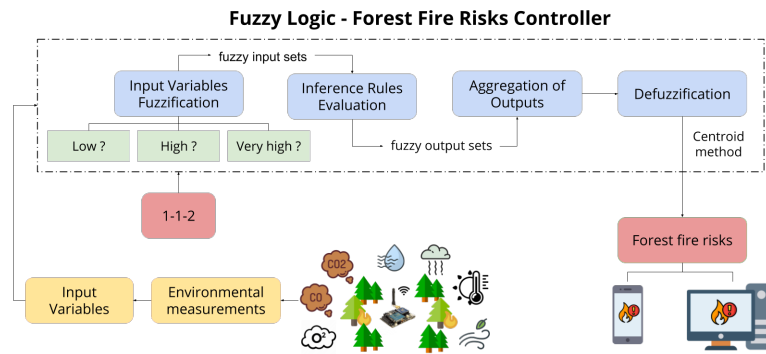 Fuzzy Logic - Forest Fire Risks Controller
fuzzy input sets
Input Variables
Fuzzification
Inference Rules
Evaluation
Aggregation of
Outputs
Defuzzification
Low ?
High ?
Very high ?
fuzzy output sets
Centroid
method
1-1-2
Forest fire risks
Input
Variables
Environmental
measurements
CO2
CO
O2